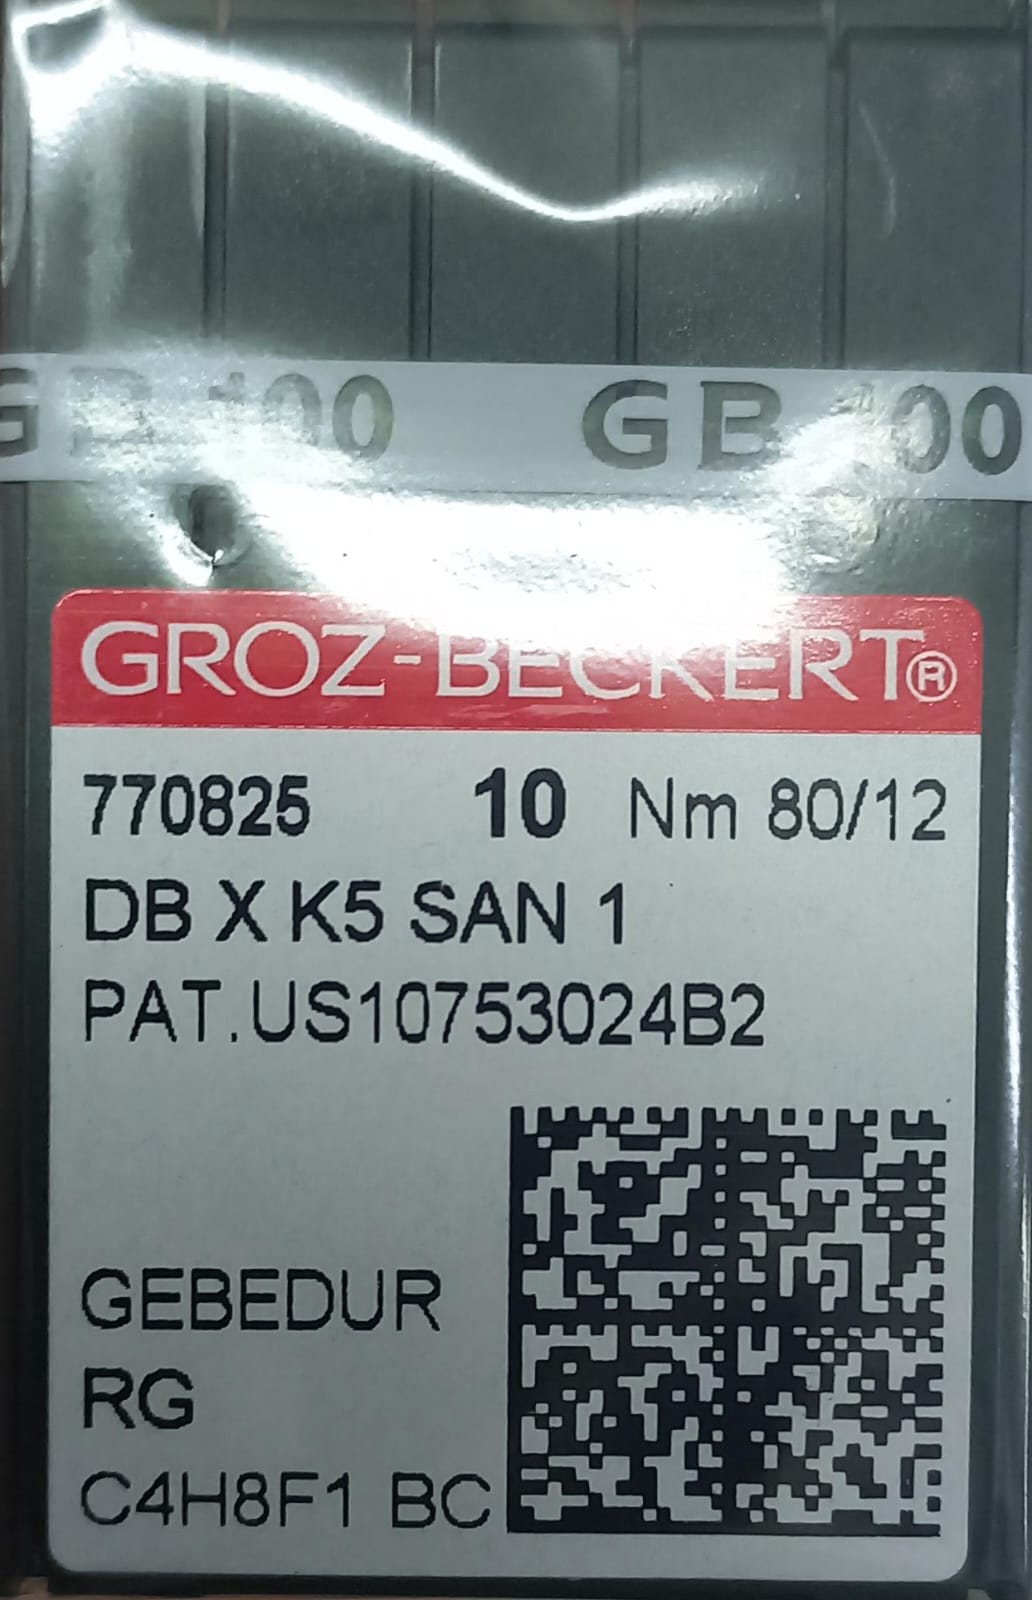 GB 100 GB 100
GROZ-BECKERT®
770825 10 Nm 80/12
DB X K5 SAN 1
PAT.US10753024B2
GEBEDUR
RG
C4H8F1 BC